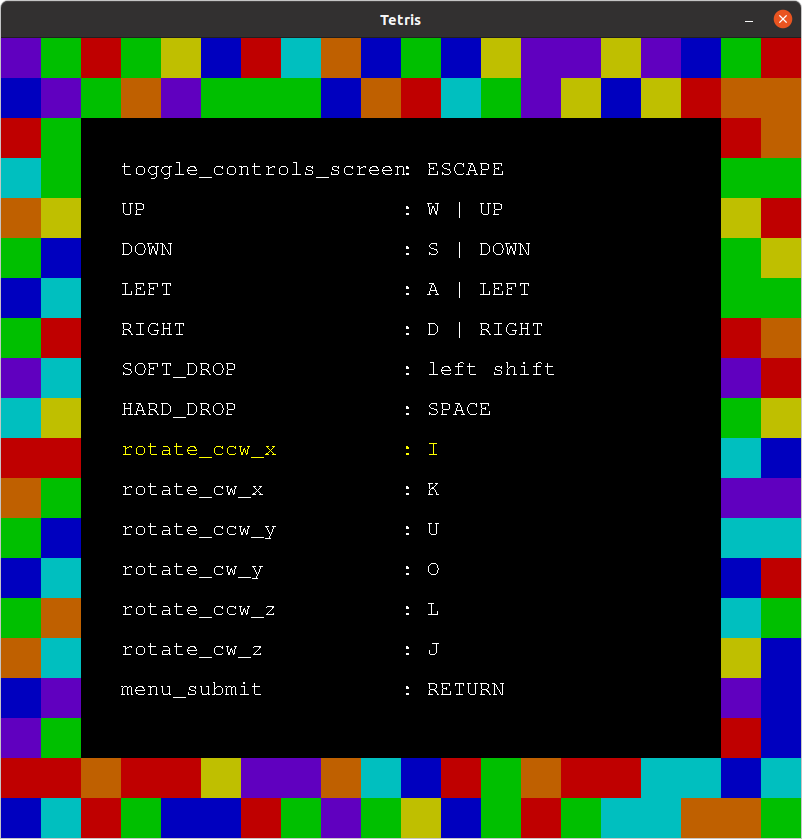 Tetris
toggle_controls_screen: ESCAPE
UP : W | UP
DOWN : S | DOWN
LEFT : A | LEFT
RIGHT : D | RIGHT
SOFT_DROP : left shift
HARD_DROP : SPACE
rotate_ccw_x : I
rotate_cw_x : K
rotate_ccw_y : U
rotate_cw_y : O
rotate_ccw_z : L
rotate_cw_z : J
menu_submit : RETURN